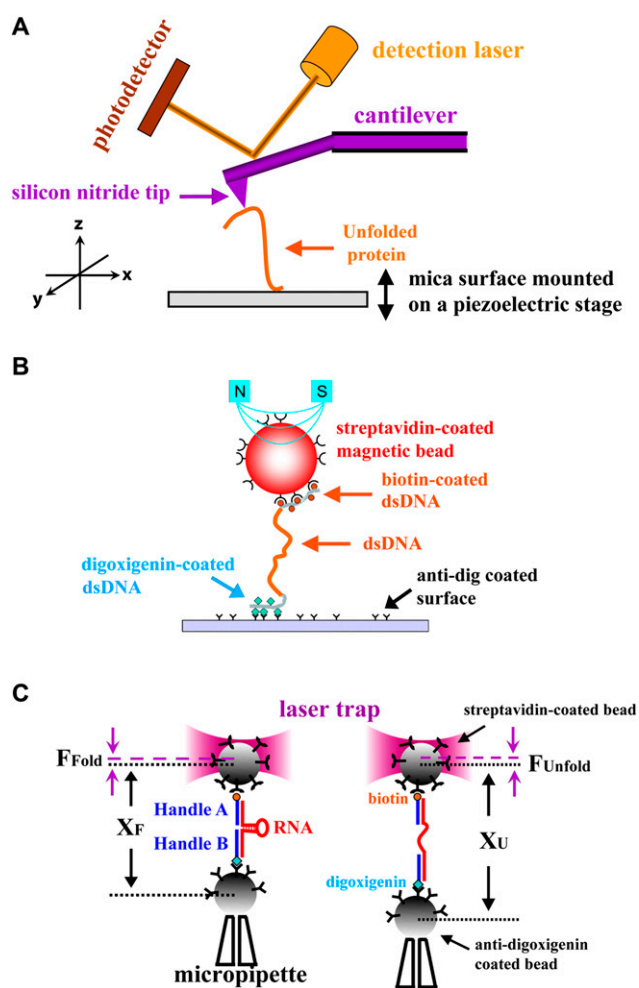 A
detection laser
photodetector
cantilever
silicon nitride tip
Unfolded
protein
z
x
y
mica surface mounted
on a piezoelectric stage
B
N
S
streptavidin-coated
magnetic bead
biotin-coated
dsDNA
dsDNA
digoxigenin-coated
dsDNA
anti-dig coated
surface
C
laser trap
streptavidin-coated bead
FFold
FUnfold
biotin
Handle A
XF
RNA
XU
Handle B
digoxigenin
micropipette
anti-digoxigenin
coated bead